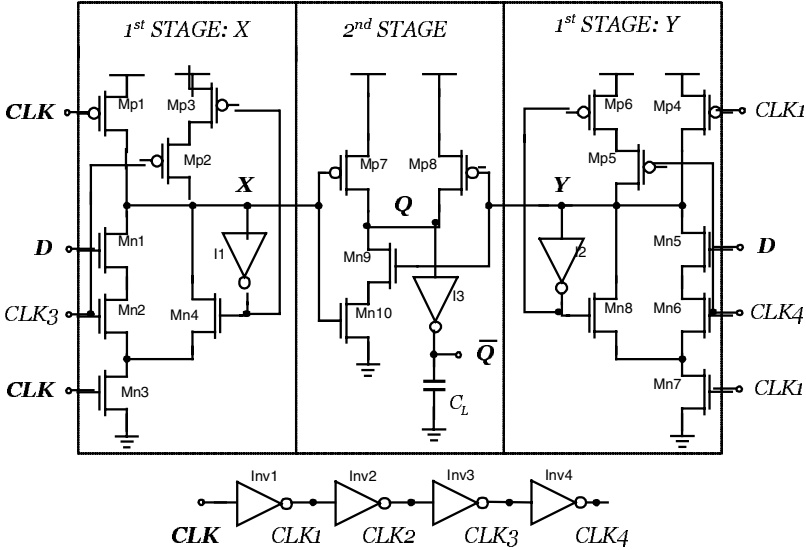 1st STAGE: X
2nd STAGE
1st STAGE: Y
CLK
Mp1
Mp3
Mp2
X
D
Mn1
I1
CLK3
Mn2
Mn4
CLK
Mn3
Mp7
Mp8
Q
Mn9
Mn10
I3
Q̅
CL
Mp6
Mp4
CLK1
Mp5
Y
I2
Mn5
D
Mn8
Mn6
CLK4
Mn7
CLK1
Inv1
Inv2
Inv3
Inv4
CLK
CLK1
CLK2
CLK3
CLK4